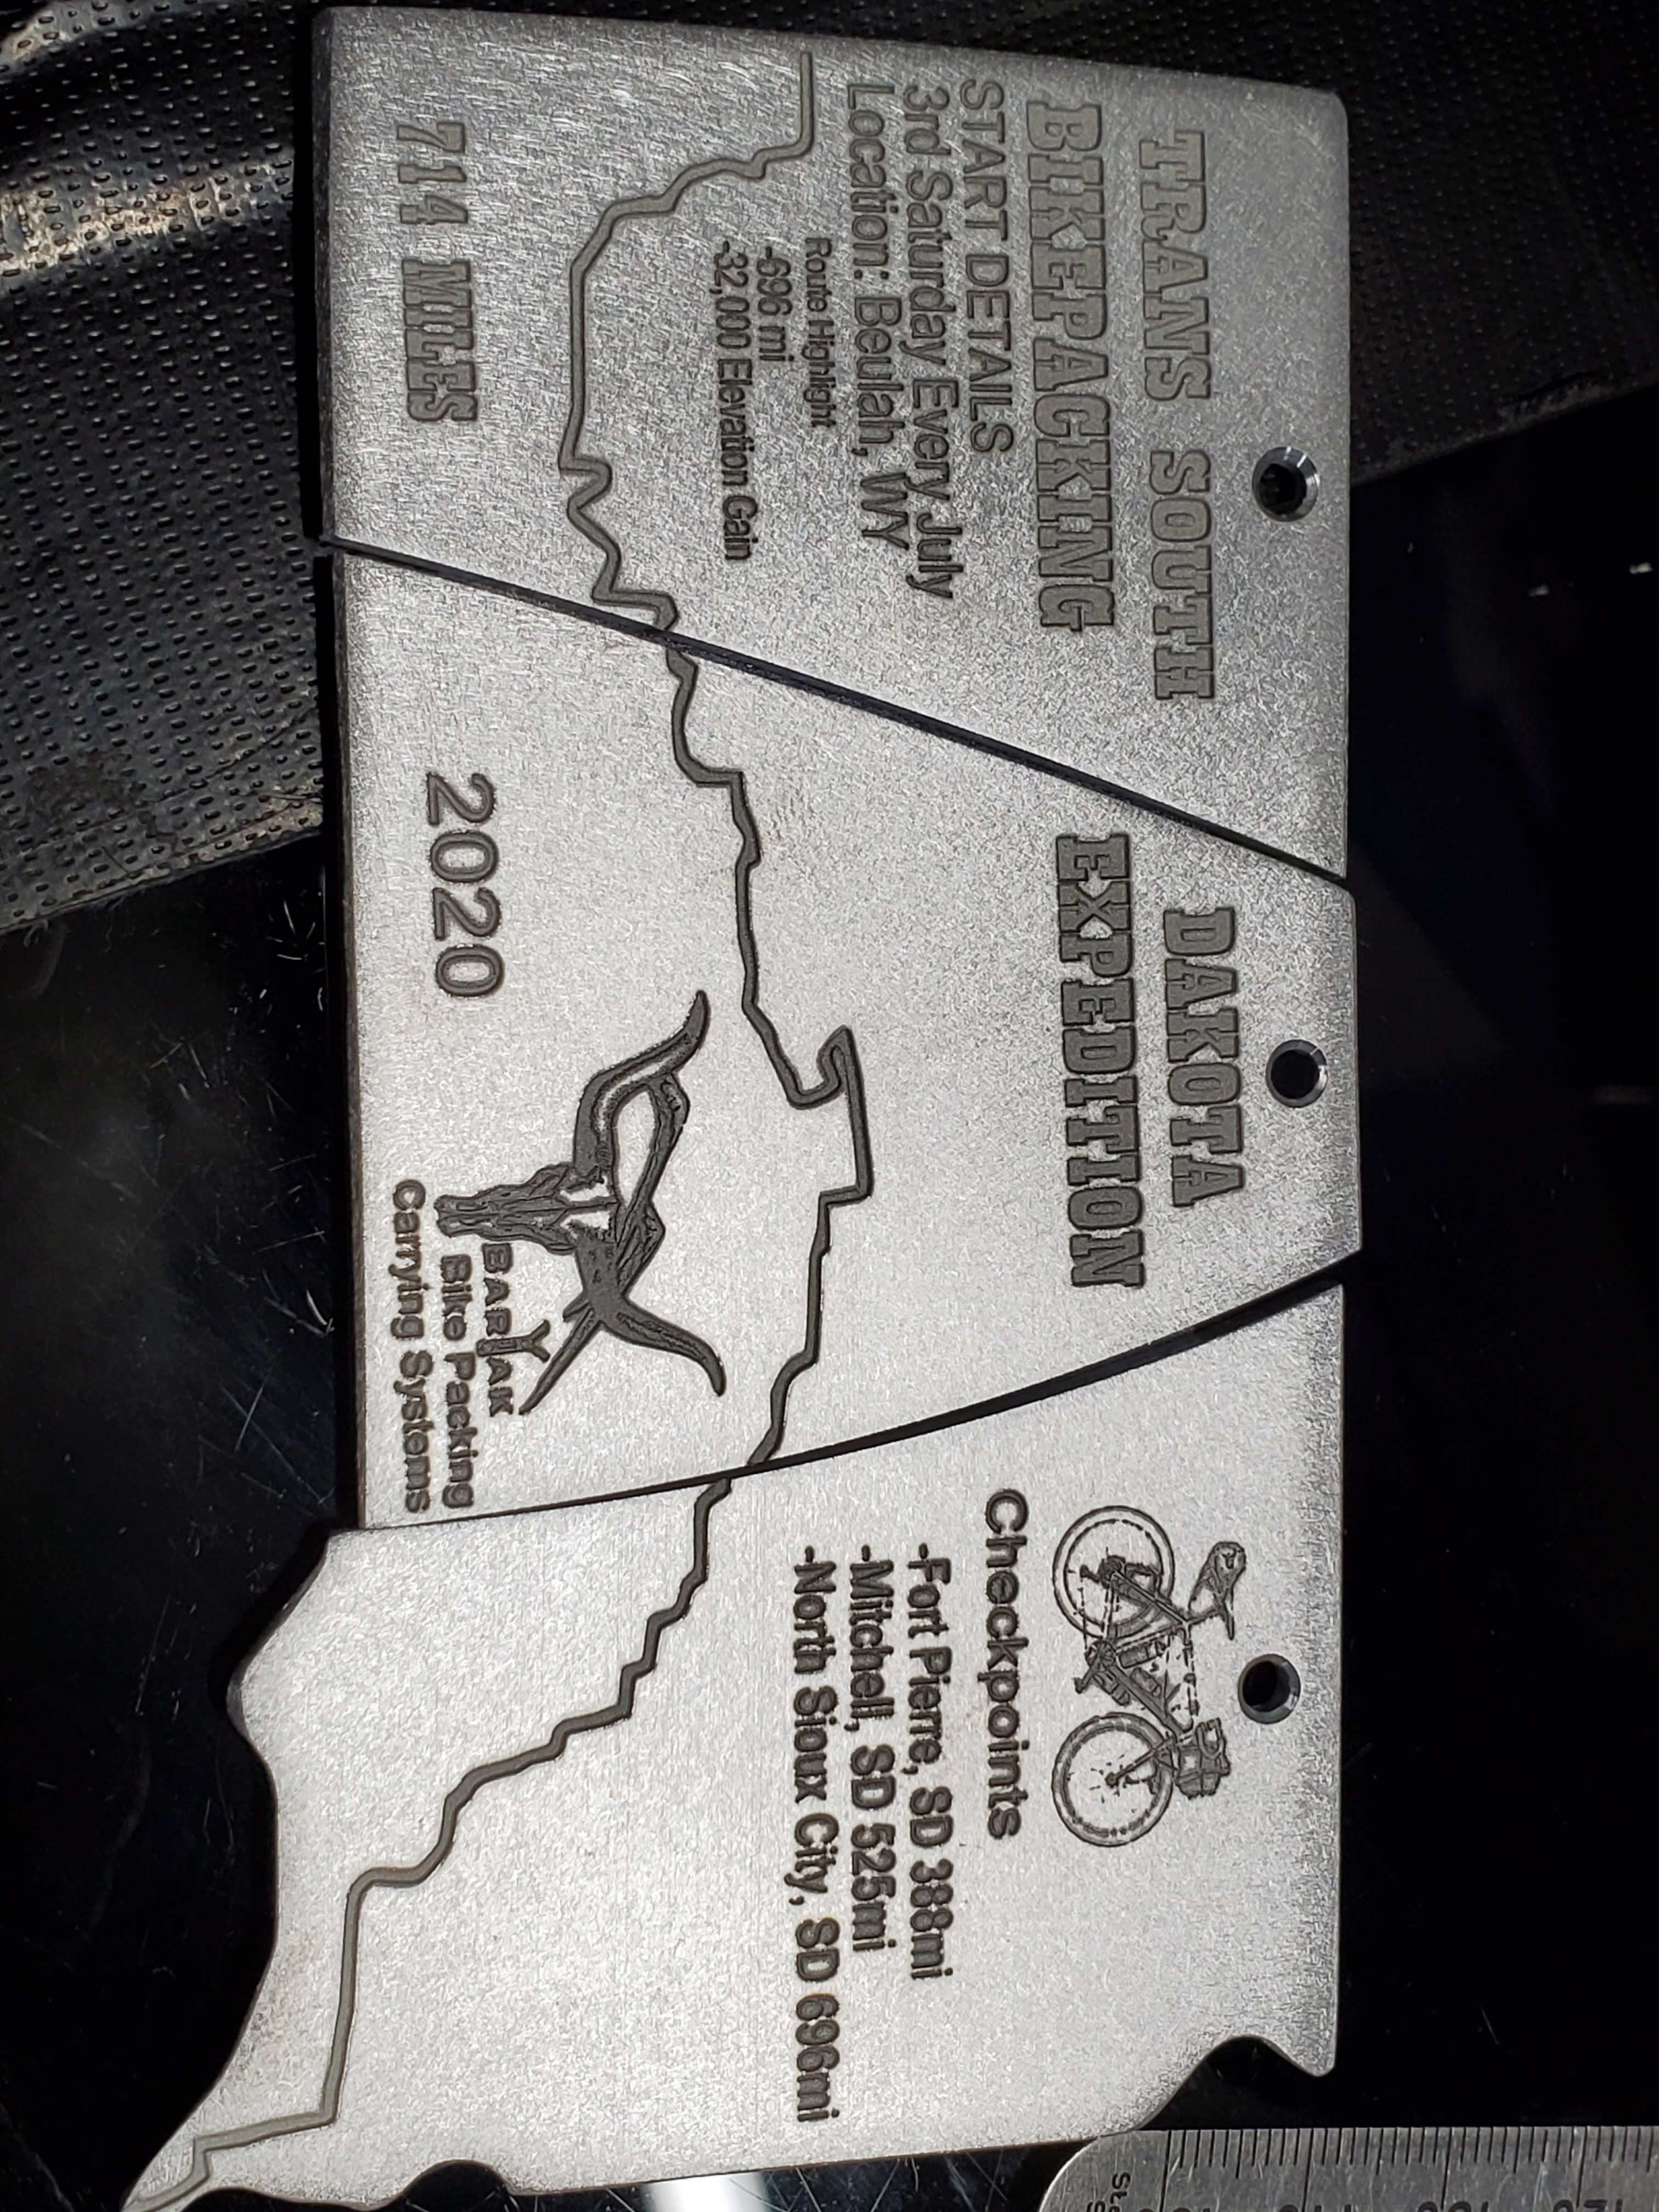 TRANS SOUTH
BIKEPACKING
START DETAILS
3rd Saturday Every July
Location: Beulah, WY
Route Highlight
-696 mi
-32,000 Elevation Gain
714 MILES
DAKOTA
EXPEDITION
2020
BARYAK
Bike Packing
Carrying Systems
Checkpoints
-Fort Pierre, SD 388mi
-Mitchell, SD 525mi
-North Sioux City, SD 696mi